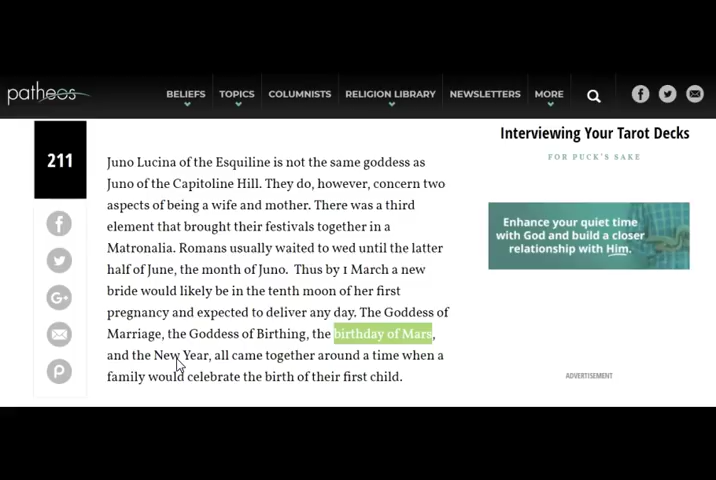 patheos
BELIEFS
TOPICS
COLUMNISTS
RELIGION LIBRARY
NEWSLETTERS
MORE
211
Juno Lucina of the Esquiline is not the same goddess as
Juno of the Capitoline Hill. They do, however, concern two
aspects of being a wife and mother. There was a third
element that brought their festivals together in a
Matronalia. Romans usually waited to wed until the latter
half of June, the month of Juno. Thus by 1 March a new
bride would likely be in the tenth moon of her first
pregnancy and expected to deliver any day. The Goddess of
Marriage, the Goddess of Birthing, the birthday of Mars,
and the New Year, all came together around a time when a
family would celebrate the birth of their first child.
Interviewing Your Tarot Decks
FOR PUCK'S SAKE
Enhance your quiet time
with God and build a closer
relationship with Him.
ADVERTISEMENT